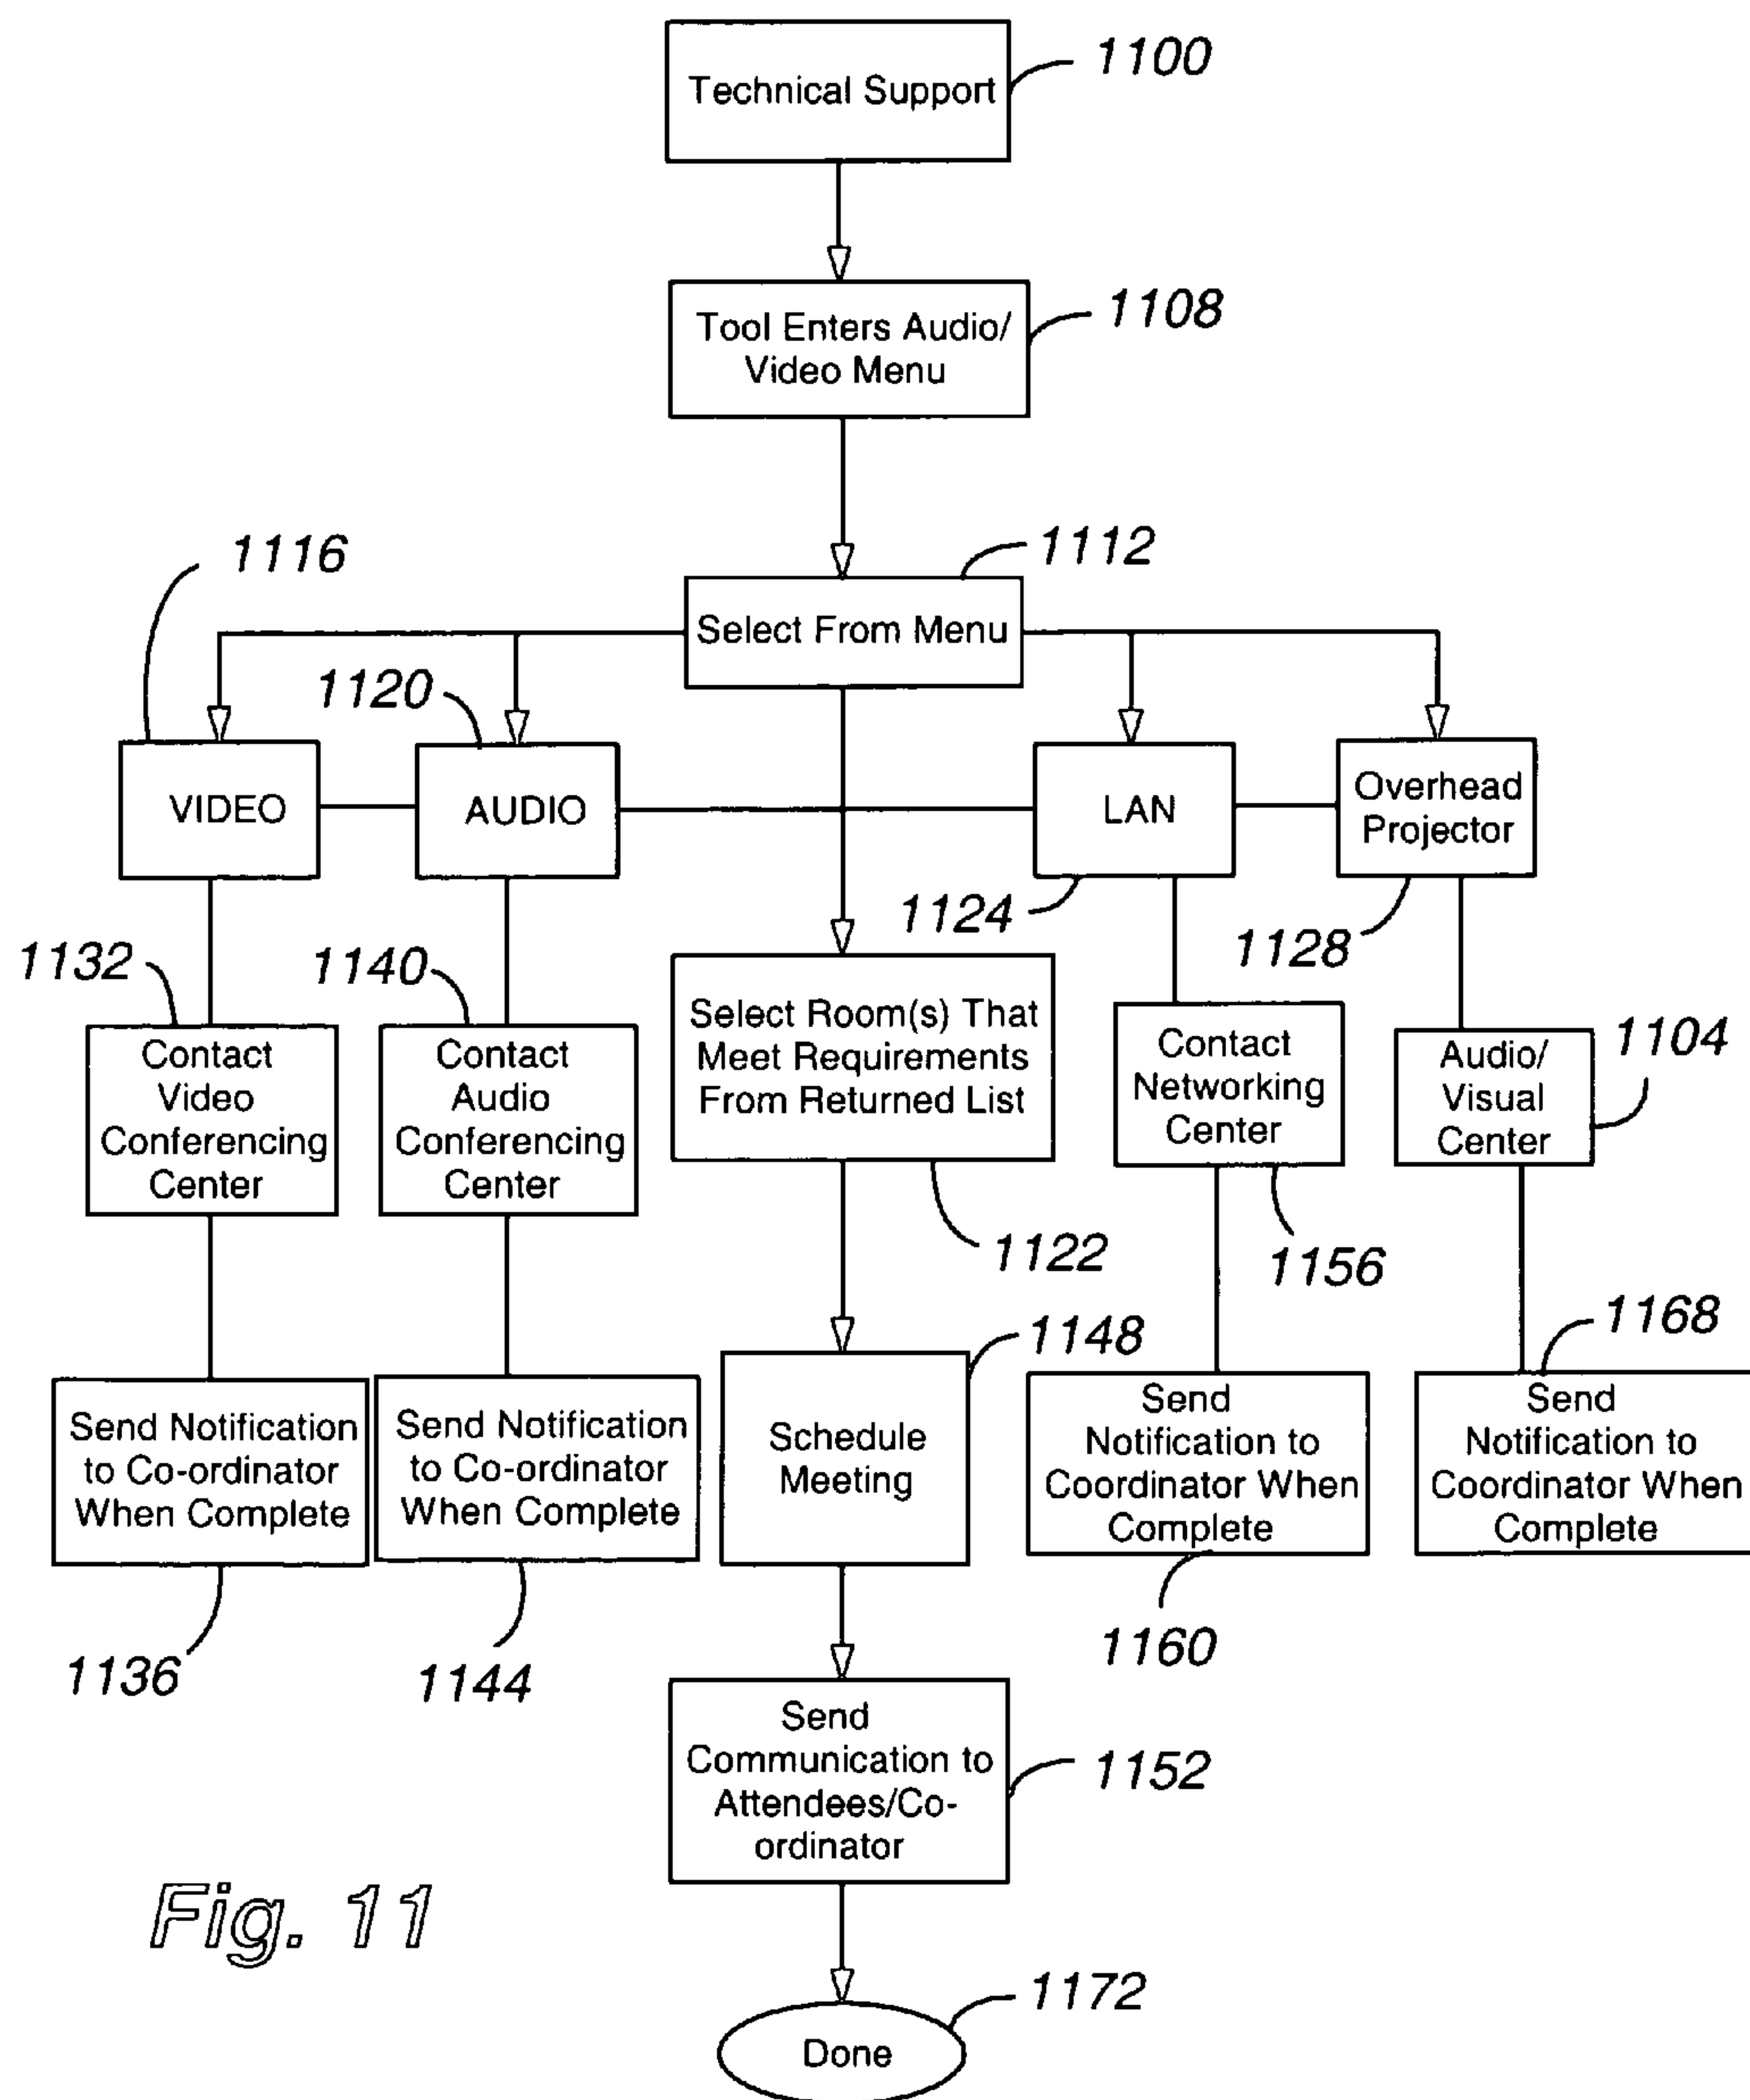 Technical Support
1100
Tool Enters Audio/
Video Menu
1108
1116
1112
Select From Menu
1120
VIDEO
AUDIO
LAN
Overhead
Projector
1124
1128
1132
Contact
Video
Conferencing
Center
1140
Contact
Audio
Conferencing
Center
Select Room(s) That
Meet Requirements
From Returned List
1122
Contact
Networking
Center
1156
Audio/
Visual
Center
1104
Send Notification
to Co-ordinator
When Complete
1136
Send Notification
to Co-ordinator
When Complete
1144
1148
Schedule
Meeting
Send
Notification to
Coordinator When
Complete
1160
1168
Send
Notification to
Coordinator When
Complete
Send
Communication to
Attendees/Co-
ordinator
1152
Fig. 11
1172
Done